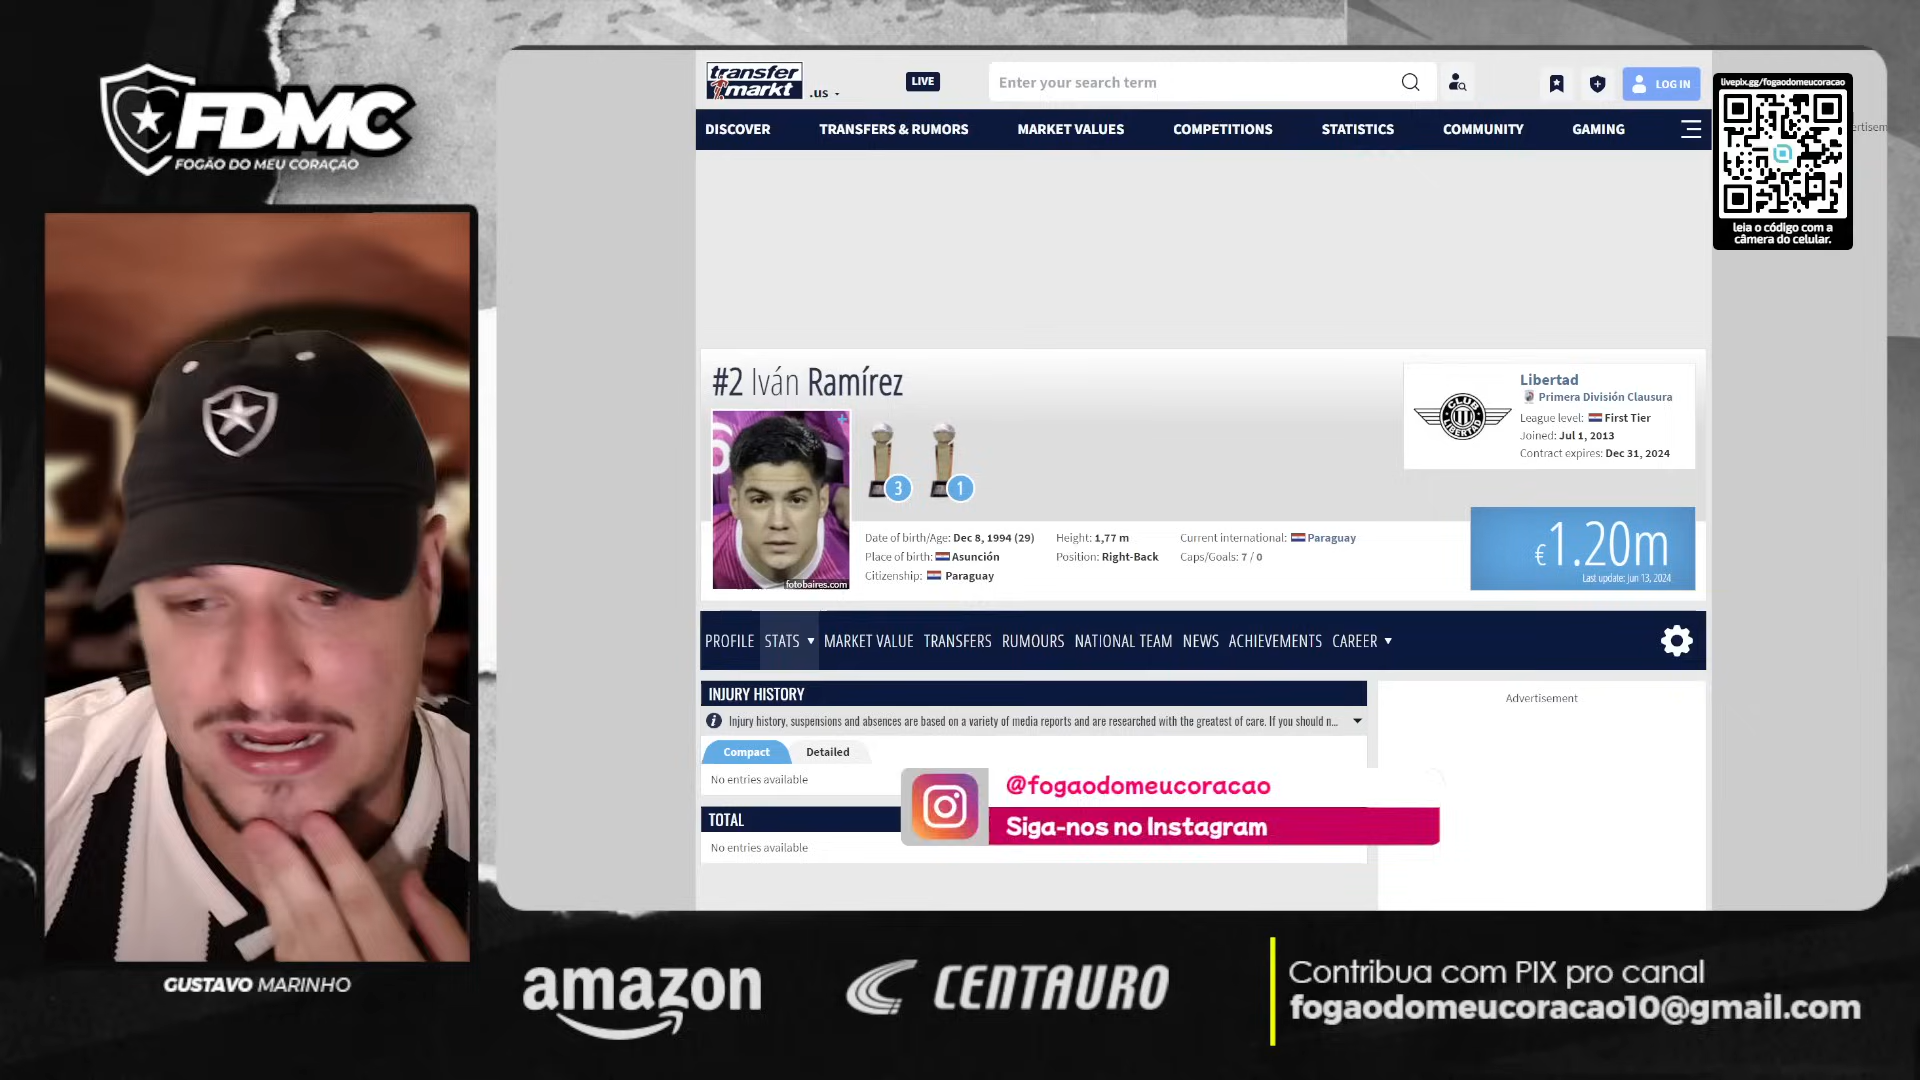 FDMC
FOGÃO DO MEU CORAÇÃO
GUSTAVO MARINHO
transfer
markt
.us
LIVE
Enter your search term
LOG IN
DISCOVER
TRANSFERS & RUMORS
MARKET VALUES
COMPETITIONS
STATISTICS
COMMUNITY
GAMING
livepix.gg/fogaodomeucoracao
leia o código com a
câmera do celular.
ertisem
#2 Iván Ramírez
fotobaires.com
3
1
Date of birth/Age: Dec 8, 1994 (29)
Place of birth: Asunción
Citizenship: Paraguay
Height: 1,77 m
Position: Right-Back
Current international: Paraguay
Caps/Goals: 7 / 0
CLUB
LIBERTAD
Libertad
Primera División Clausura
League level: First Tier
Joined: Jul 1, 2013
Contract expires: Dec 31, 2024
€1.20m
Last update: Jun 13, 2024
PROFILE
STATS
MARKET VALUE
TRANSFERS
RUMOURS
NATIONAL TEAM
NEWS
ACHIEVEMENTS
CAREER
INJURY HISTORY
Injury history, suspensions and absences are based on a variety of media reports and are researched with the greatest of care. If you should n...
Compact
Detailed
No entries available
TOTAL
No entries available
Advertisement
@fogaodomeucoracao
Siga-nos no Instagram
amazon
CENTAURO
Contribua com PIX pro canal
fogaodomeucoracao10@gmail.com